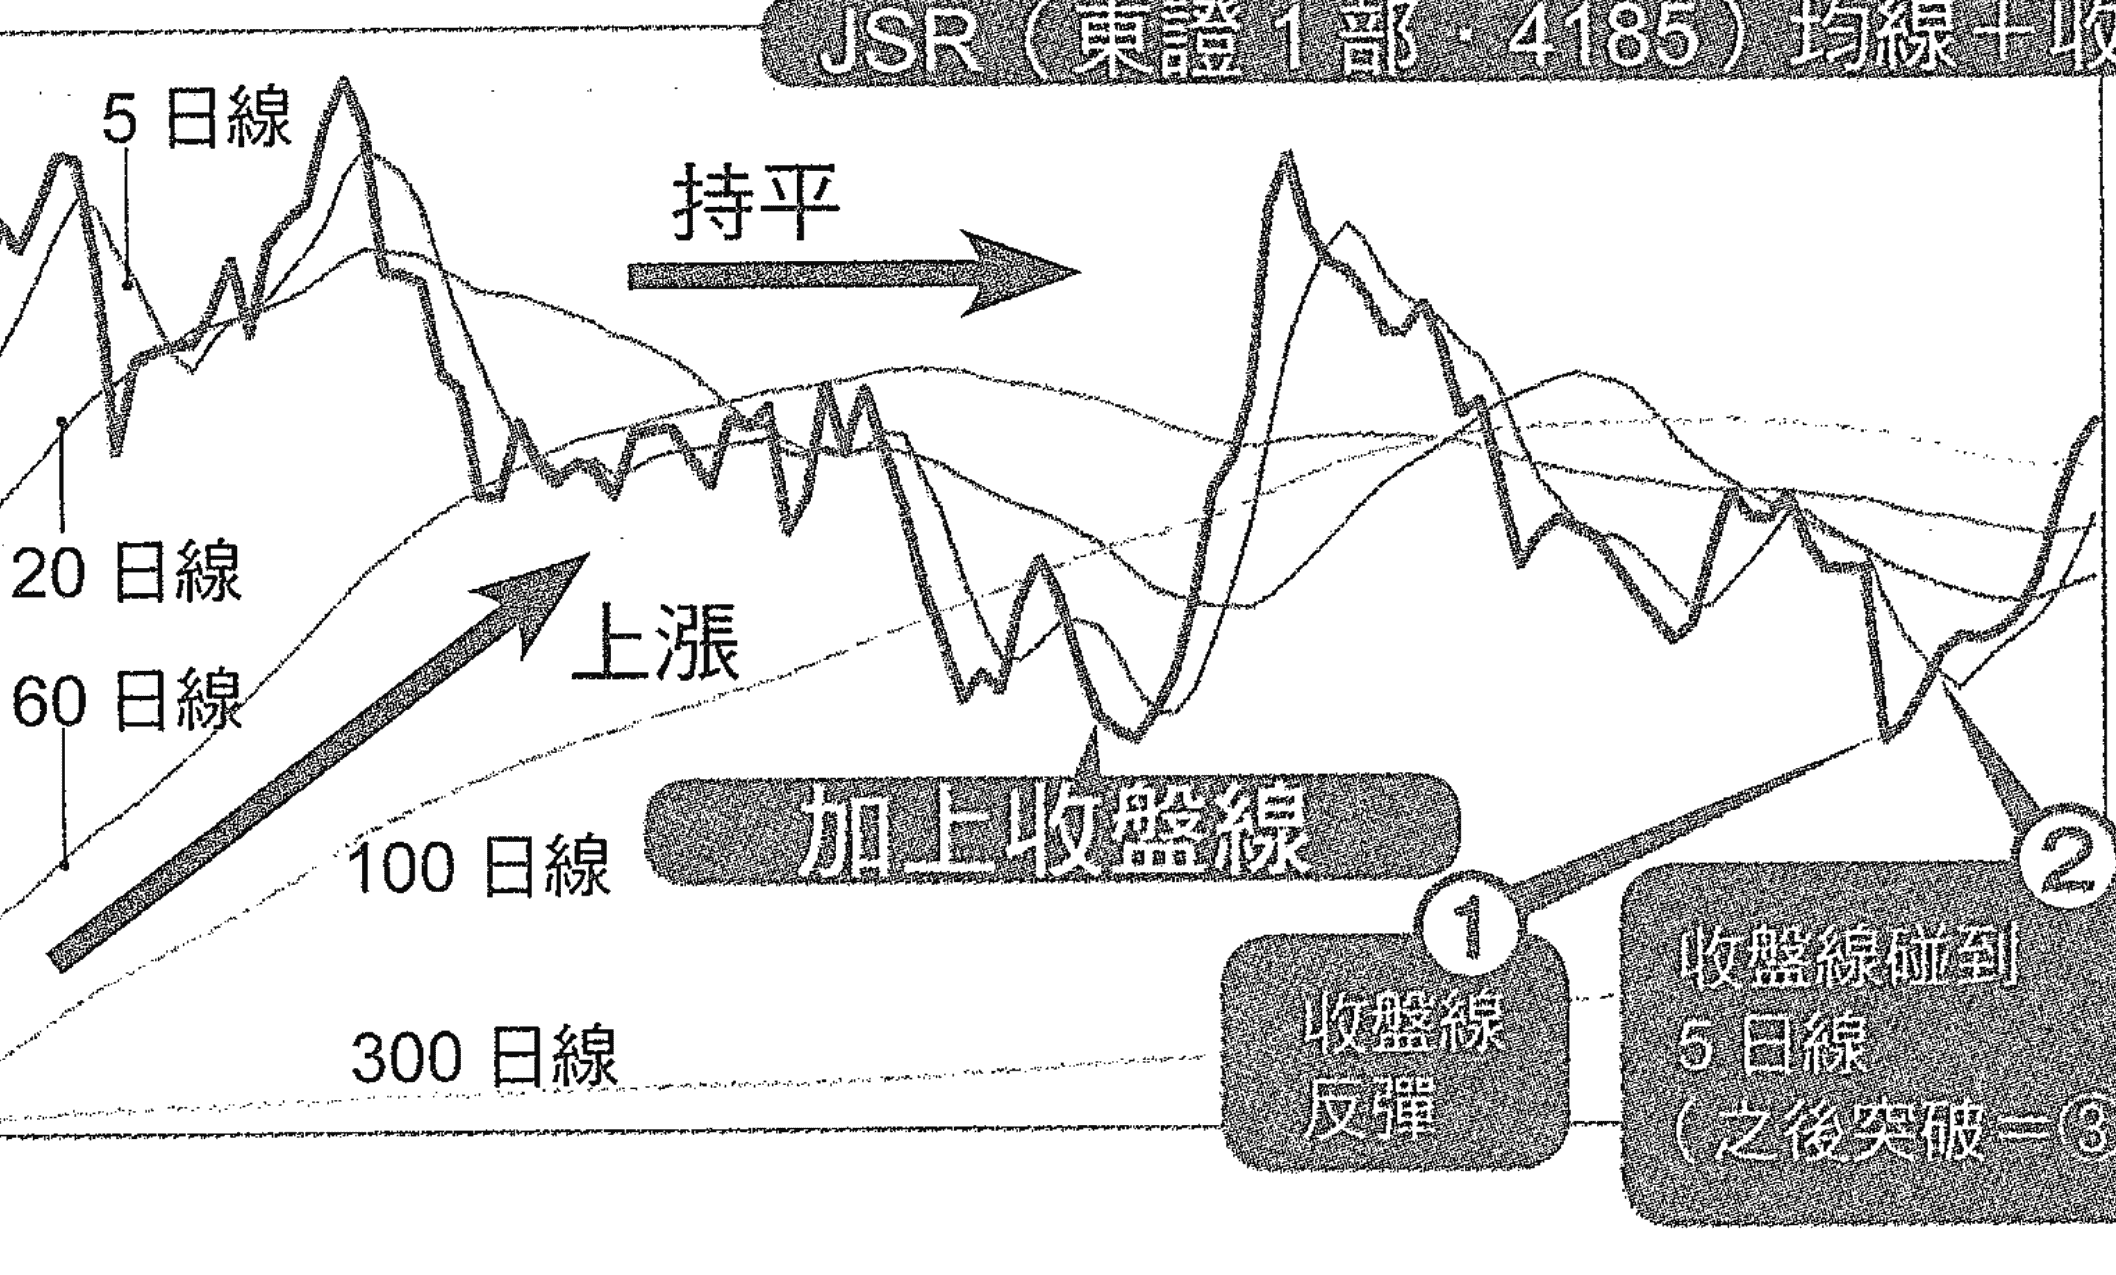 JSR（東證 1 部・4185）均線＋收
5 日線
持平
20 日線
上漲
60 日線
加上收盤線
100 日線
①
收盤線
反彈
②
收盤線碰到
5 日線
（之後突破＝③
300 日線